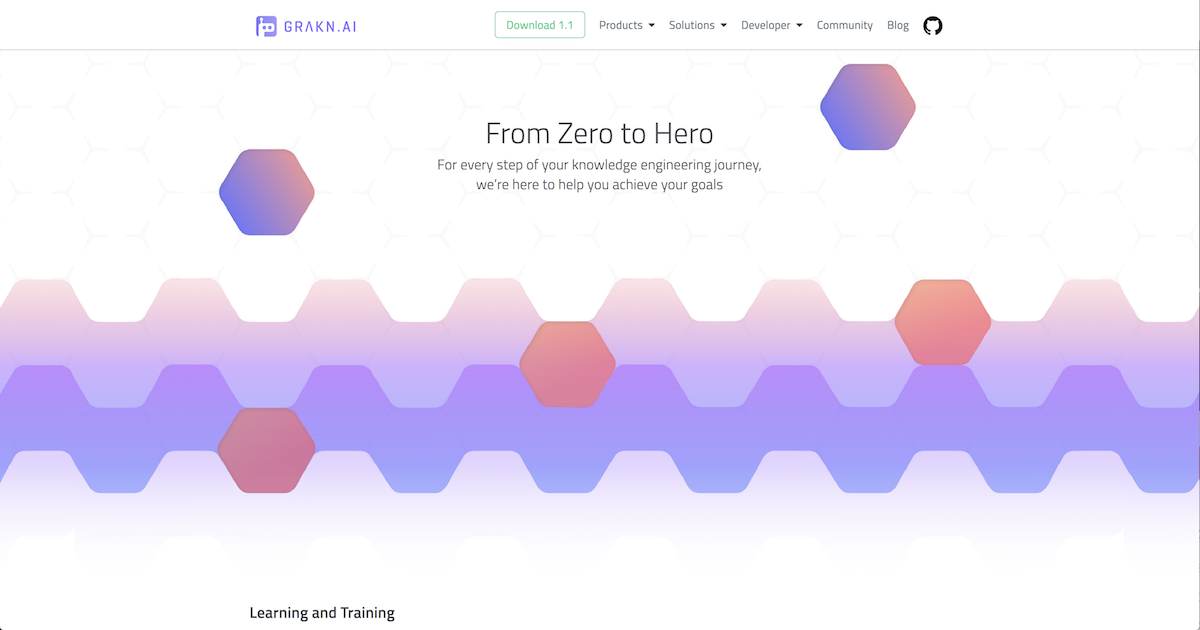 GRAKN.AI
Download 1.1
Products
Solutions
Developer
Community
Blog
From Zero to Hero
For every step of your knowledge engineering journey,
we’re here to help you achieve your goals
Learning and Training